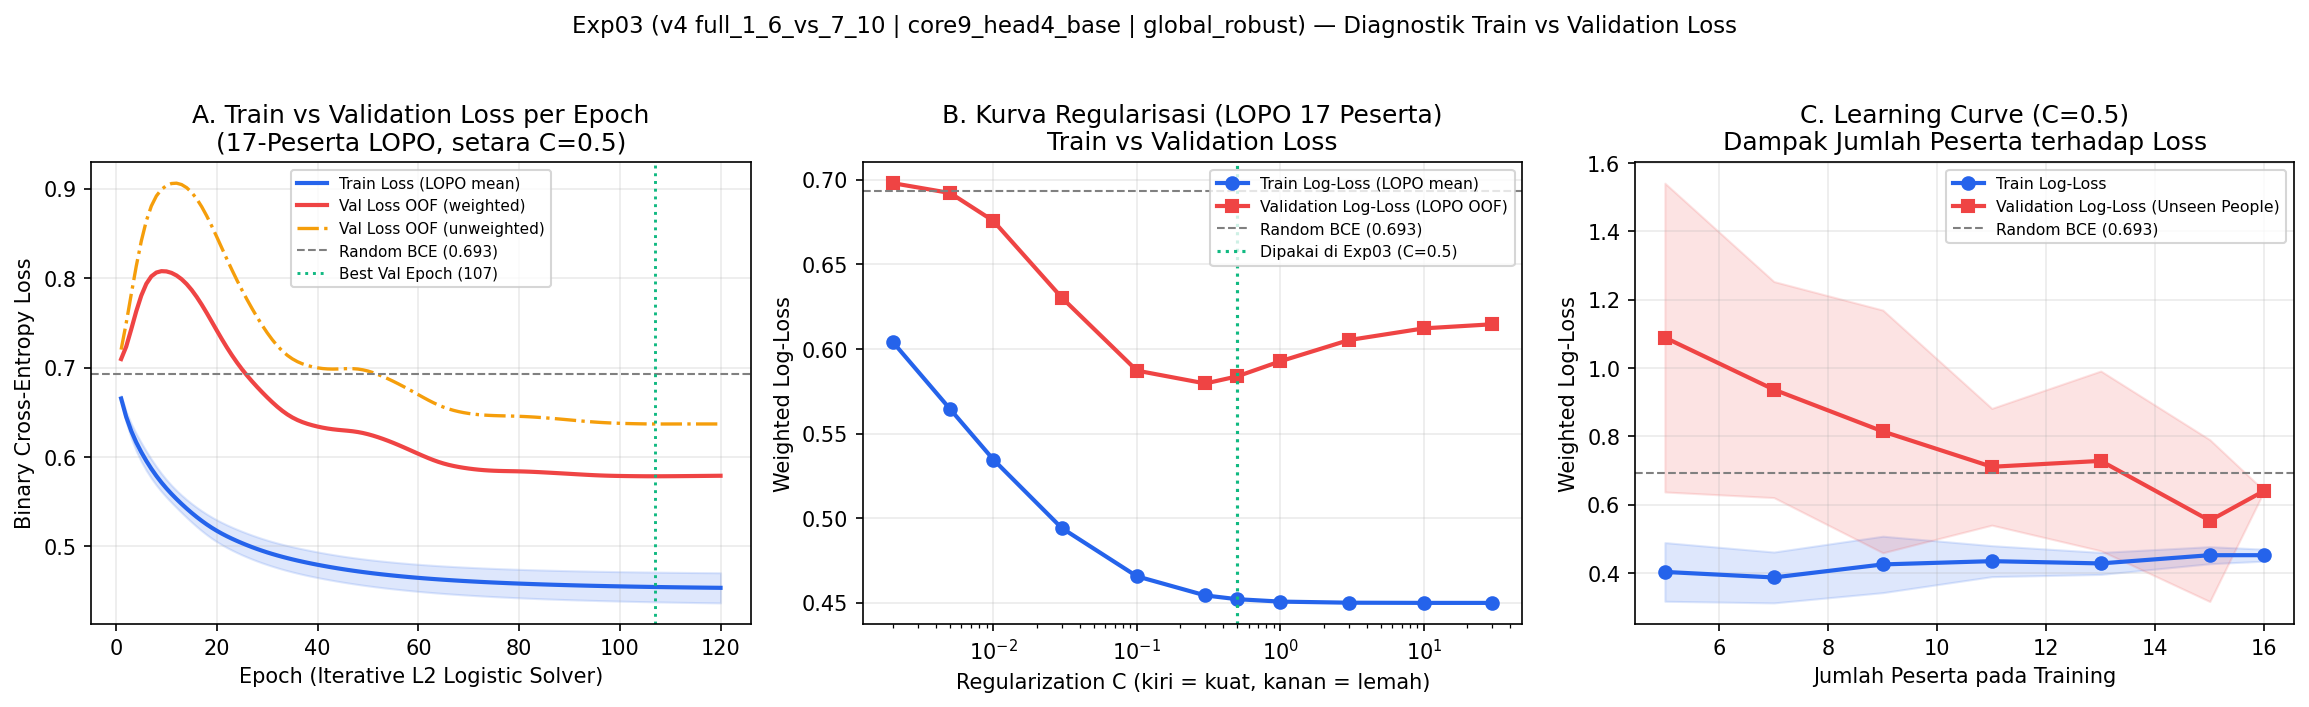 Exp03 (v4 full_1_6_vs_7_10 | core9_head4_base | global_robust) — Diagnostik Train vs Validation Loss
A. Train vs Validation Loss per Epoch
(17-Peserta LOPO, setara C=0.5)
Binary Cross-Entropy Loss
0.9
0.8
0.7
0.6
0.5
Train Loss (LOPO mean)
Val Loss OOF (weighted)
Val Loss OOF (unweighted)
Random BCE (0.693)
Best Val Epoch (107)
0 20 40 60 80 100 120
Epoch (Iterative L2 Logistic Solver)
B. Kurva Regularisasi (LOPO 17 Peserta)
Train vs Validation Loss
Weighted Log-Loss
0.70
0.65
0.60
0.55
0.50
0.45
Train Log-Loss (LOPO mean)
Validation Log-Loss (LOPO OOF)
Random BCE (0.693)
Dipakai di Exp03 (C=0.5)
10⁻² 10⁻¹ 10⁰ 10¹
Regularization C (kiri = kuat, kanan = lemah)
C. Learning Curve (C=0.5)
Dampak Jumlah Peserta terhadap Loss
Weighted Log-Loss
1.6
1.4
1.2
1.0
0.8
0.6
0.4
Train Log-Loss
Validation Log-Loss (Unseen People)
Random BCE (0.693)
6 8 10 12 14 16
Jumlah Peserta pada Training